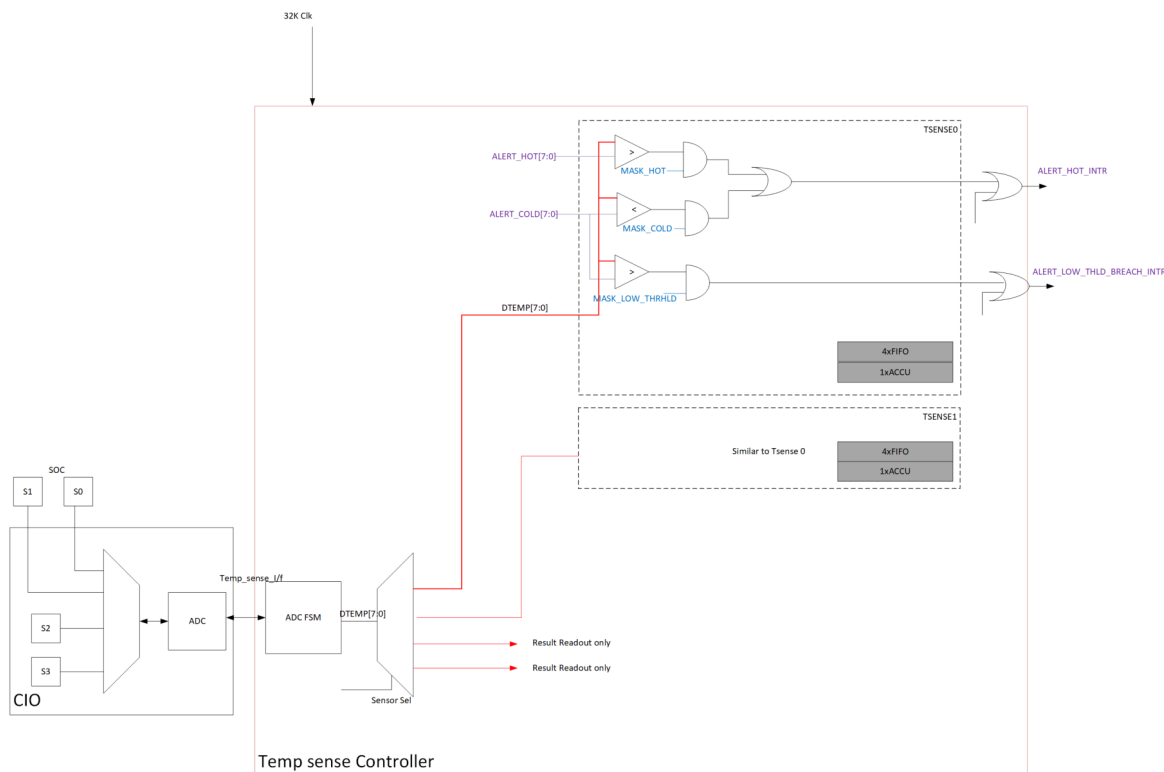 32K Clk
TSENSE0
ALERT_HOT[7:0]
>
MASK_HOT
ALERT_HOT_INTR
ALERT_COLD[7:0]
<
MASK_COLD
>
ALERT_LOW_THLD_BREACH_INTR
MASK_LOW_THRHLD
DTEMP[7:0]
4xFIFO
1xACCU
TSENSE1
Similar to Tsense 0
4xFIFO
1xACCU
SOC
S1
S0
Temp_sense_I/f
ADC
ADC FSM
DTEMP[7:0]
S2
S3
Result Readout only
Result Readout only
CIO
Sensor Sel
Temp sense Controller